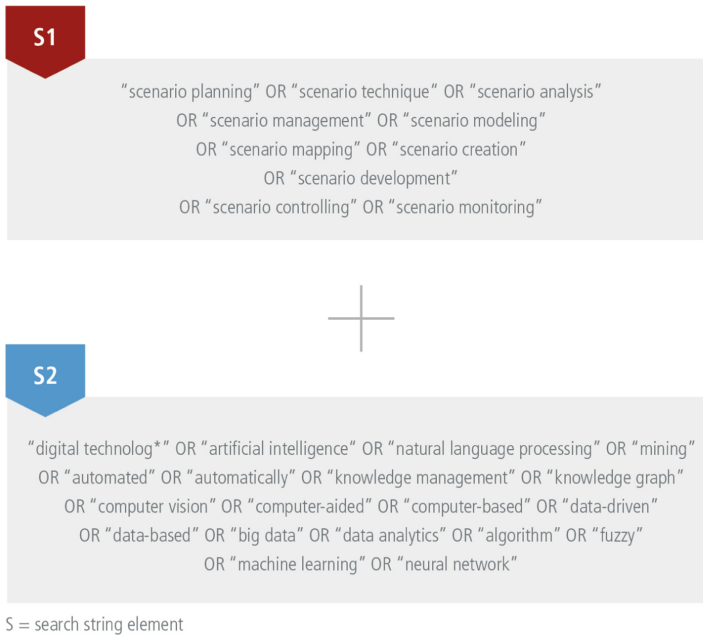 S1
“scenario planning” OR “scenario technique“ OR “scenario analysis”
OR “scenario management” OR “scenario modeling”
OR “scenario mapping” OR “scenario creation”
OR “scenario development”
OR “scenario controlling” OR “scenario monitoring”
S2
“digital technolog*” OR “artificial intelligence“ OR “natural language processing” OR “mining”
OR “automated” OR “automatically” OR “knowledge management” OR “knowledge graph”
OR “computer vision” OR “computer-aided” OR “computer-based” OR “data-driven”
OR “data-based” OR “big data” OR “data analytics” OR “algorithm” OR “fuzzy”
OR “machine learning” OR “neural network”
S = search string element